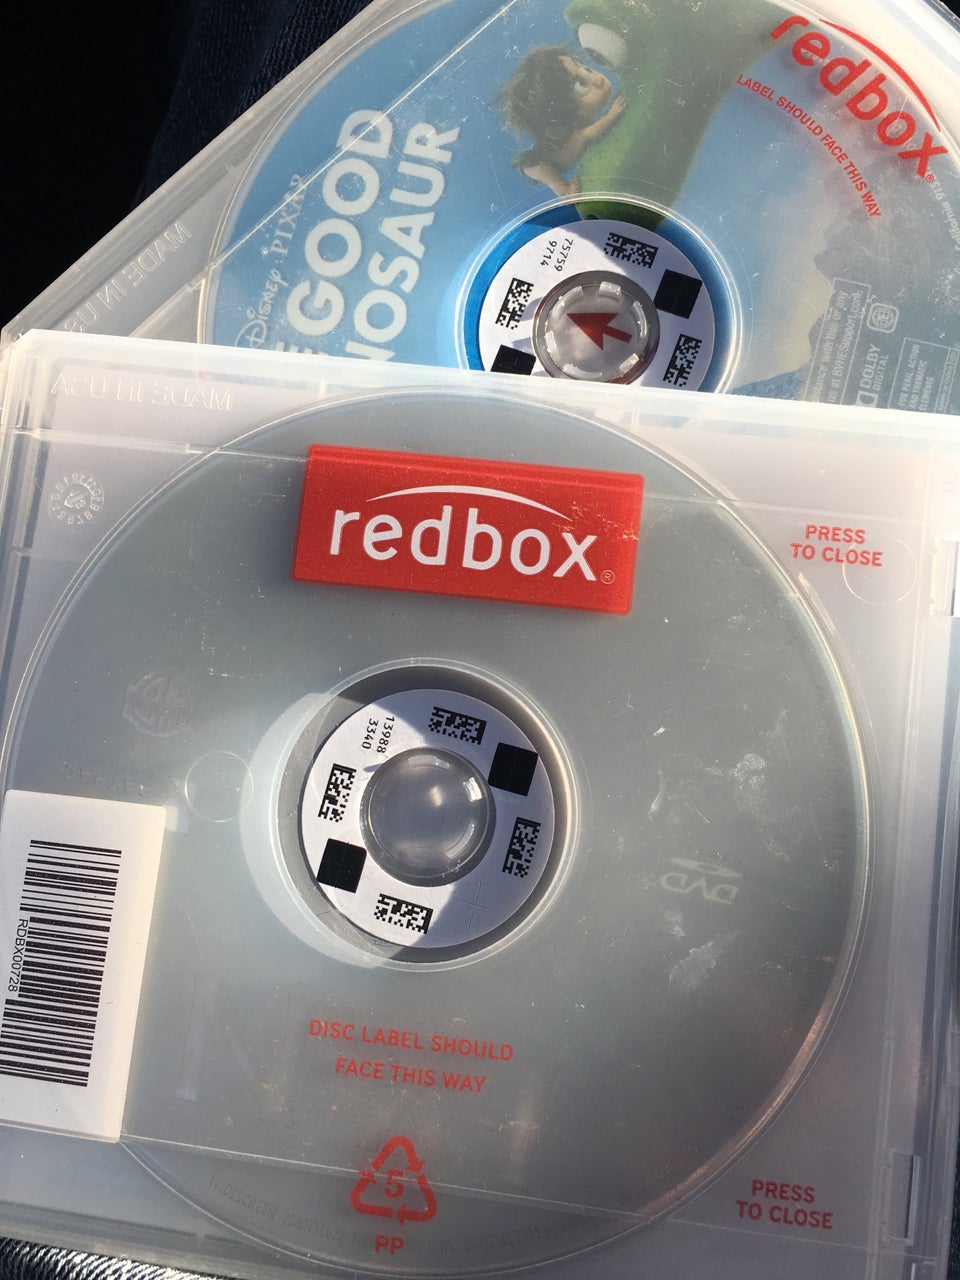 redbox
LABEL SHOULD FACE THIS WAY
Disney · PIXAR
GOOD
NOSAUR
75759
9714
DOLBY
DIGITAL
MADE IN US
MADE IN USA
redbox®
PRESS
TO CLOSE
13988
3340
DVD
RDBX00728
DISC LABEL SHOULD
FACE THIS WAY
5
PP
PRESS
TO CLOSE
WIDESCREEN